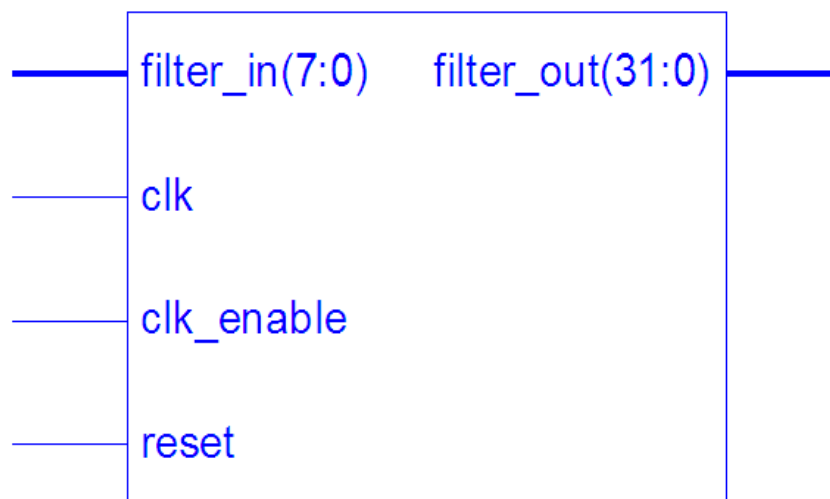 filter_in(7:0) filter_out(31:0)
clk
clk_enable
reset